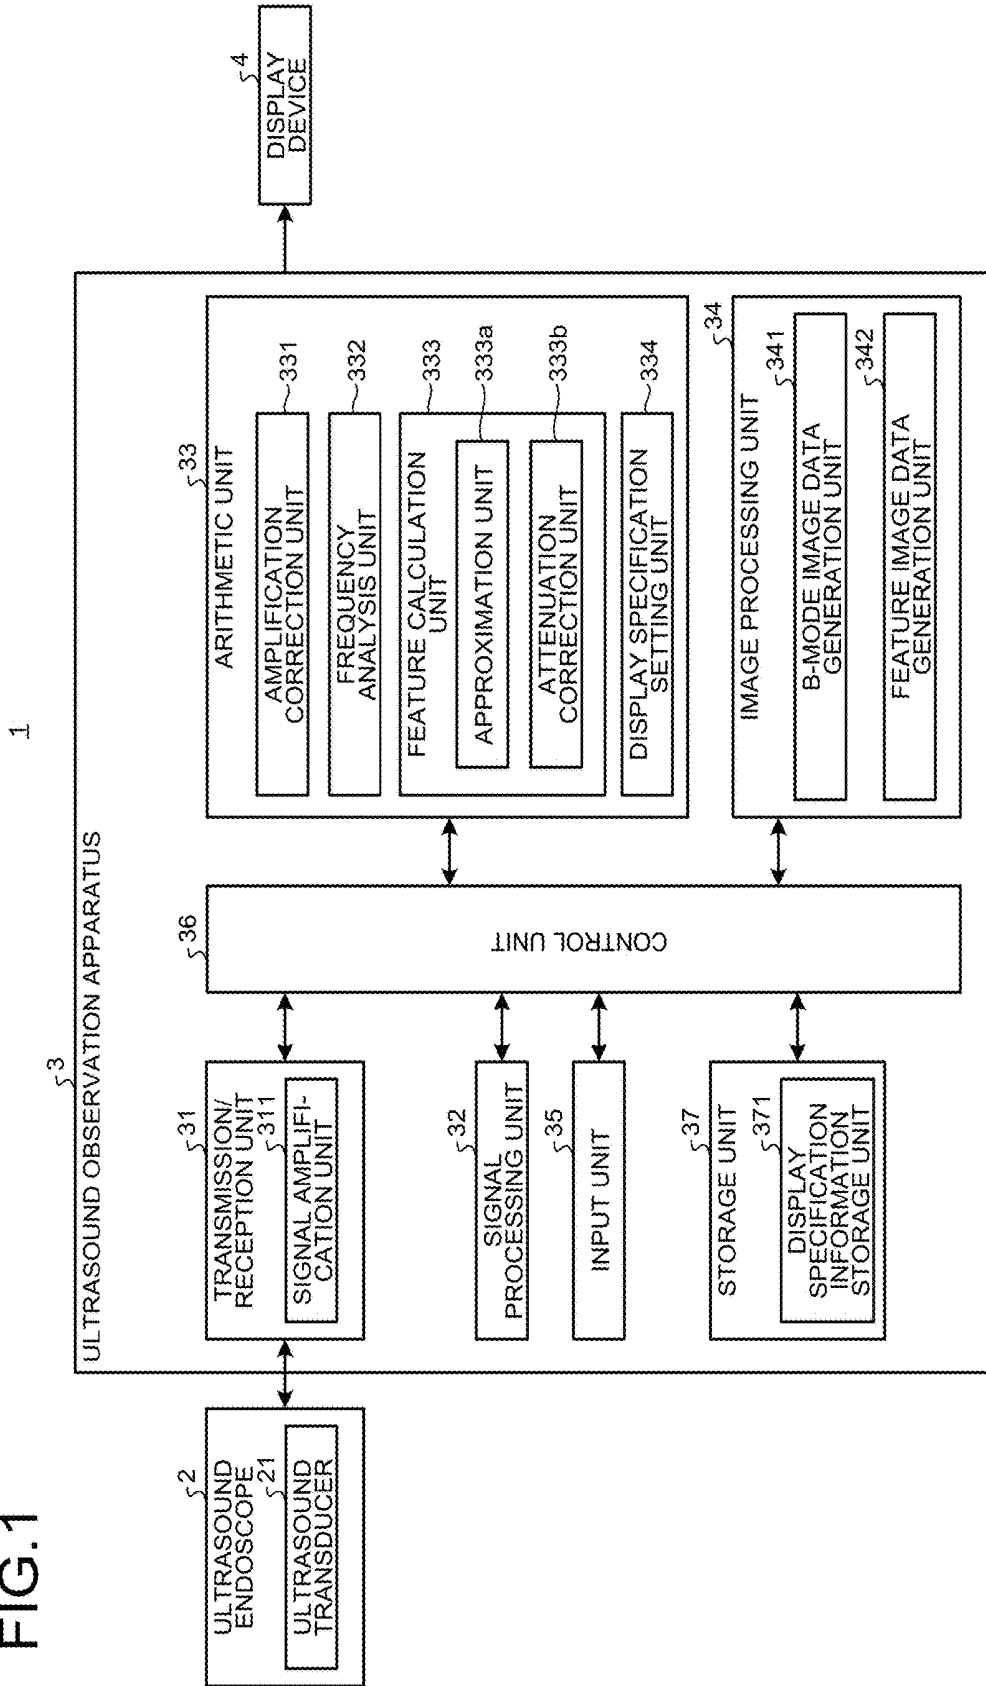 FIG.1
1
3
ULTRASOUND OBSERVATION APPARATUS
2
ULTRASOUND
ENDOSCOPE
21
ULTRASOUND
TRANSDUCER
31
TRANSMISSION/
RECEPTION UNIT
311
SIGNAL AMPLIFI-
CATION UNIT
32
SIGNAL
PROCESSING UNIT
35
INPUT UNIT
37
STORAGE UNIT
371
DISPLAY
SPECIFICATION
INFORMATION
STORAGE UNIT
36
CONTROL UNIT
33
ARITHMETIC UNIT
331
AMPLIFICATION
CORRECTION UNIT
332
FREQUENCY
ANALYSIS UNIT
333
FEATURE CALCULATION
UNIT
333a
APPROXIMATION UNIT
333b
ATTENUATION
CORRECTION UNIT
334
DISPLAY SPECIFICATION
SETTING UNIT
34
IMAGE PROCESSING UNIT
341
B-MODE IMAGE DATA
GENERATION UNIT
342
FEATURE IMAGE DATA
GENERATION UNIT
4
DISPLAY
DEVICE